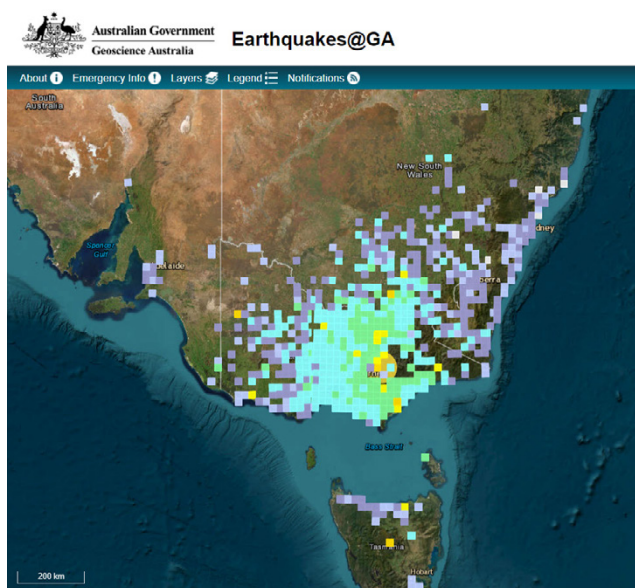 Australian Government
Geoscience Australia
Earthquakes@GA
About Emergency Info Layers Legend Notifications
South
Australia
New South
Wales
Spencer
Gulf
Bass Strait
Tasmania
Hobart
200 km